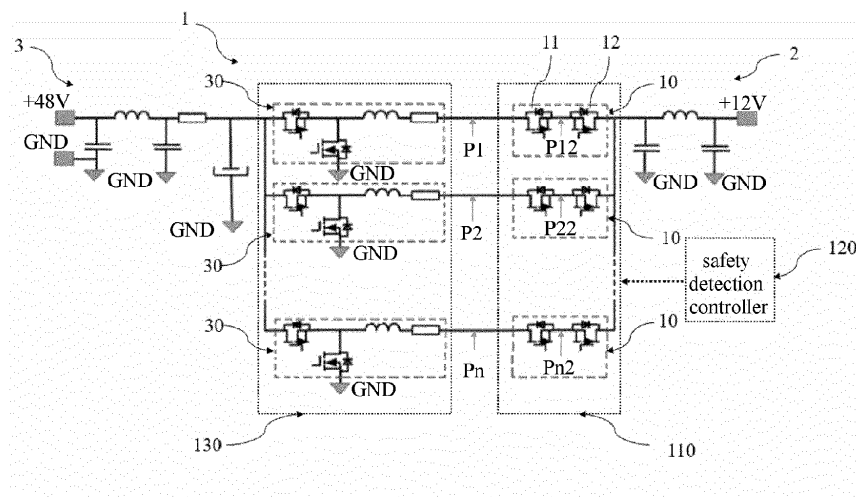 1
3
30
11
12
10
2
+48V
+12V
GND
P1
P12
GND
GND
GND
GND
GND
30
P2
P22
10
GND
safety
detection
controller
120
30
10
Pn
Pn2
GND
130
110